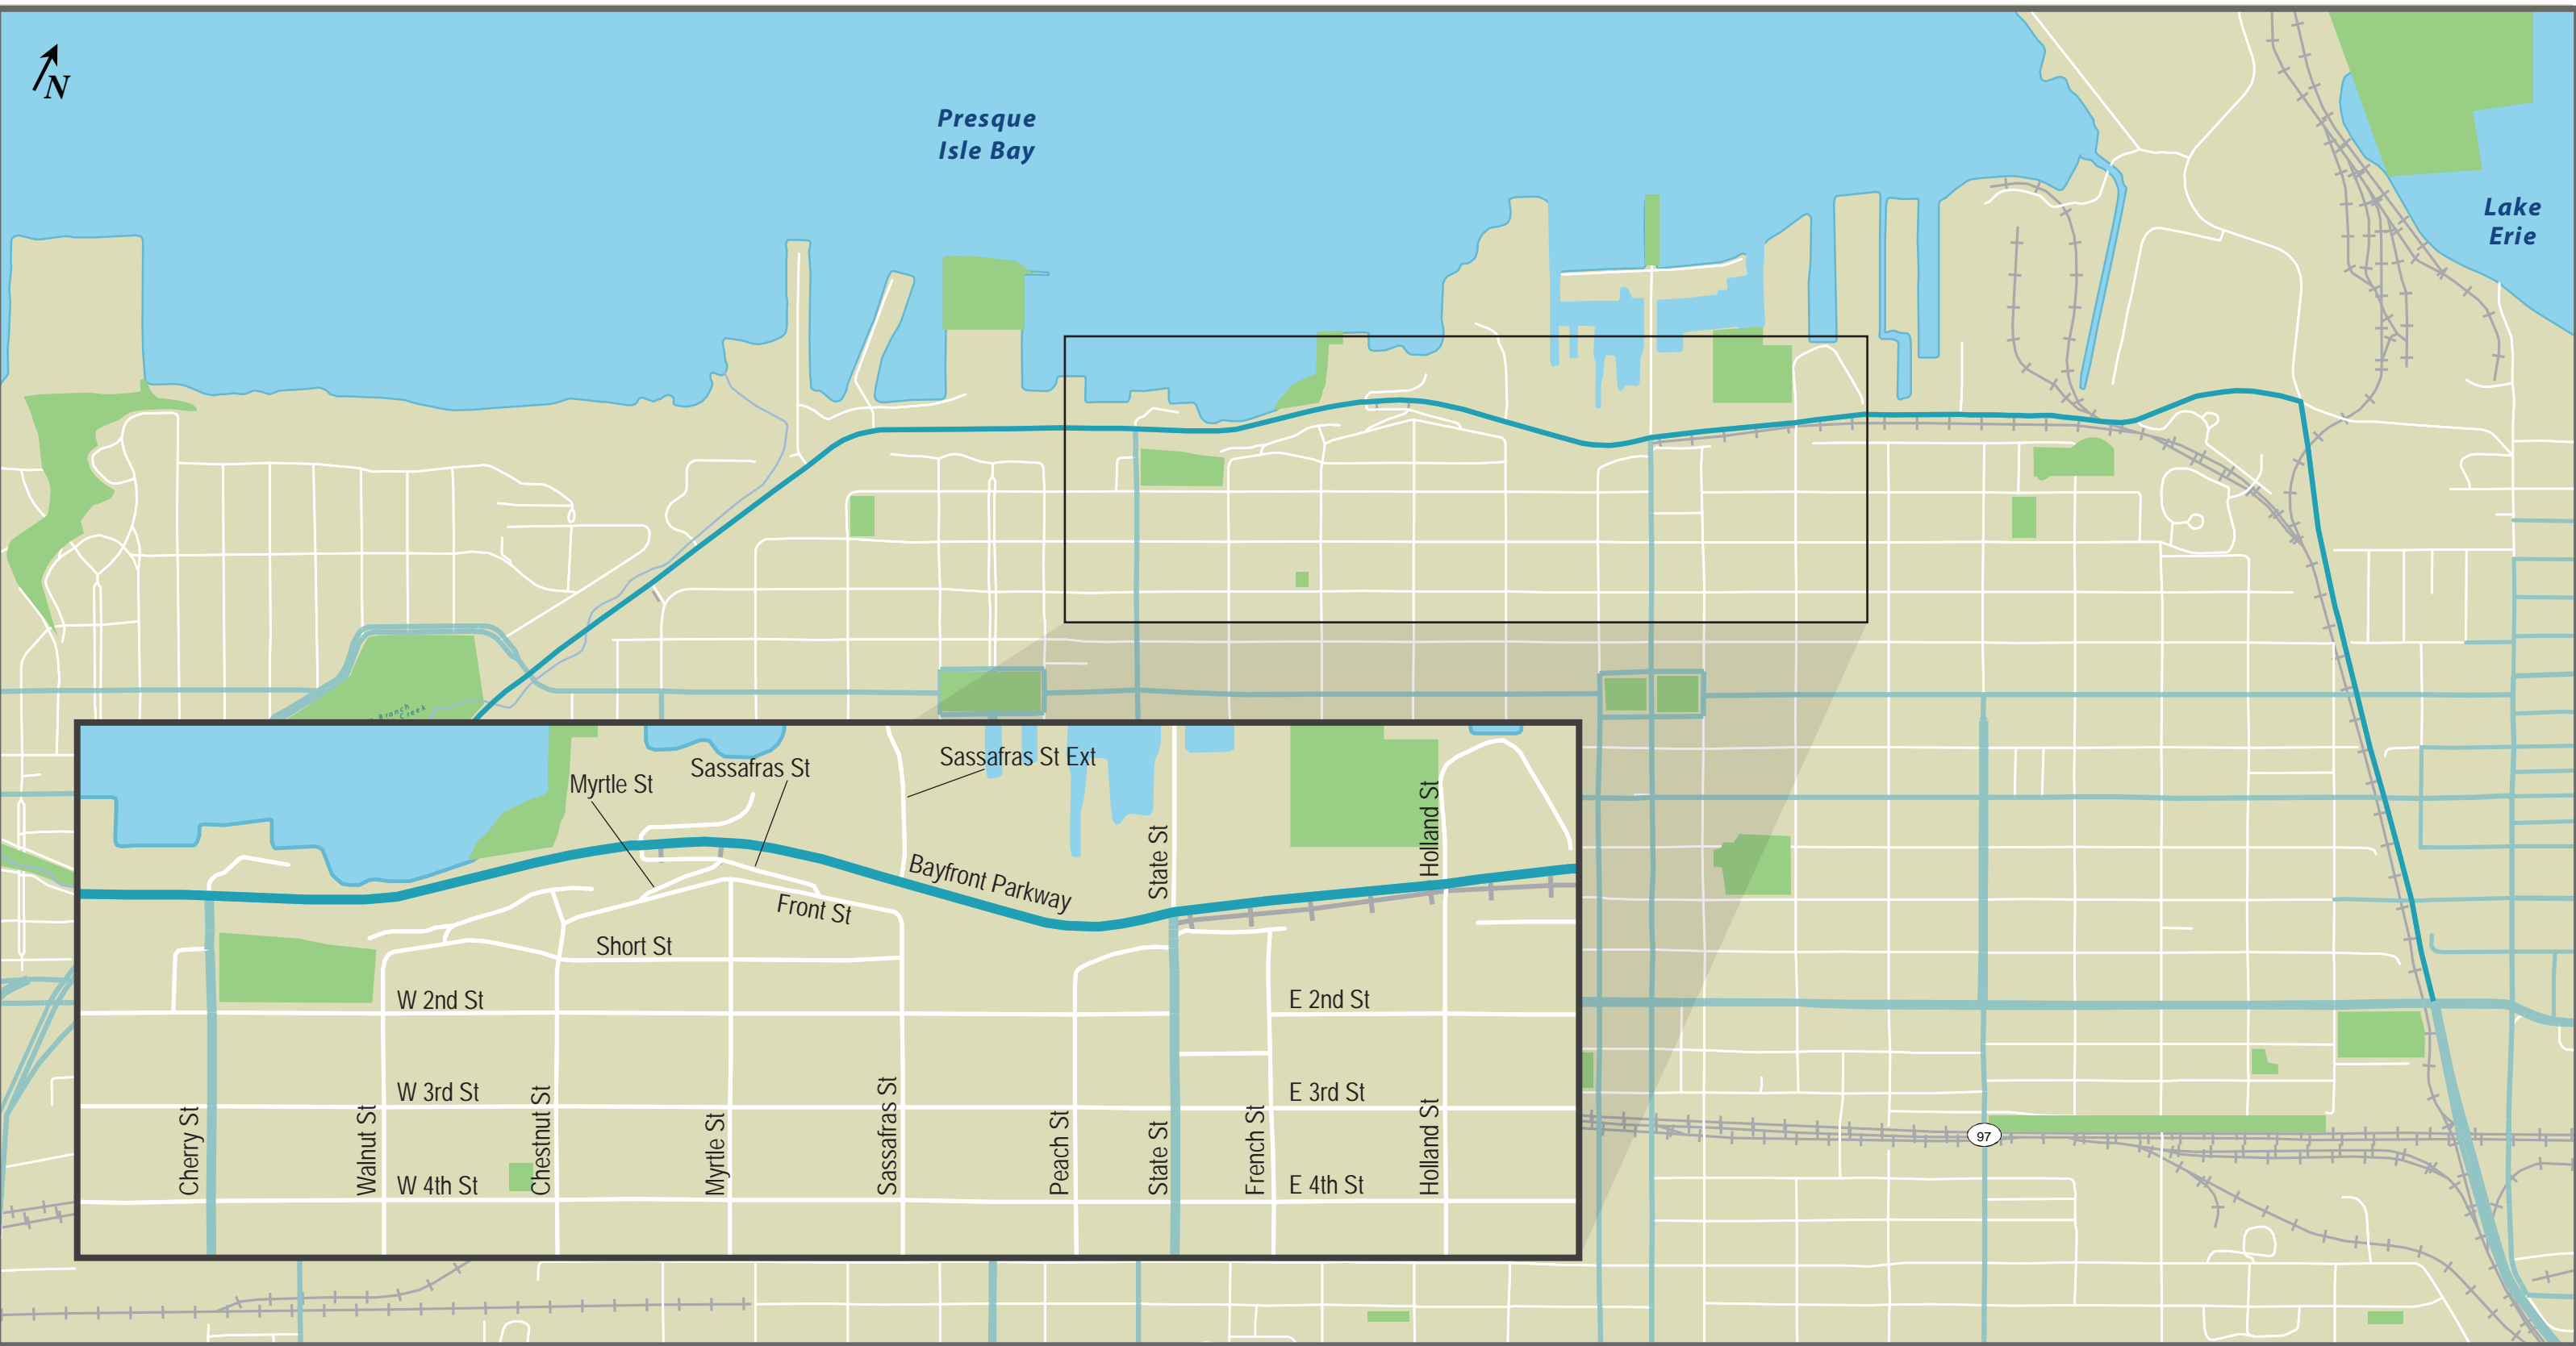 N
Presque
Isle Bay
Lake
Erie
Branch
Creek
Sassafras St Ext
Sassafras St
Myrtle St
Holland St
State St
Bayfront Parkway
Front St
Short St
W 2nd St
E 2nd St
W 3rd St
E 3rd St
Cherry St
Walnut St
Chestnut St
Myrtle St
Sassafras St
Peach St
State St
French St
Holland St
W 4th St
E 4th St
97